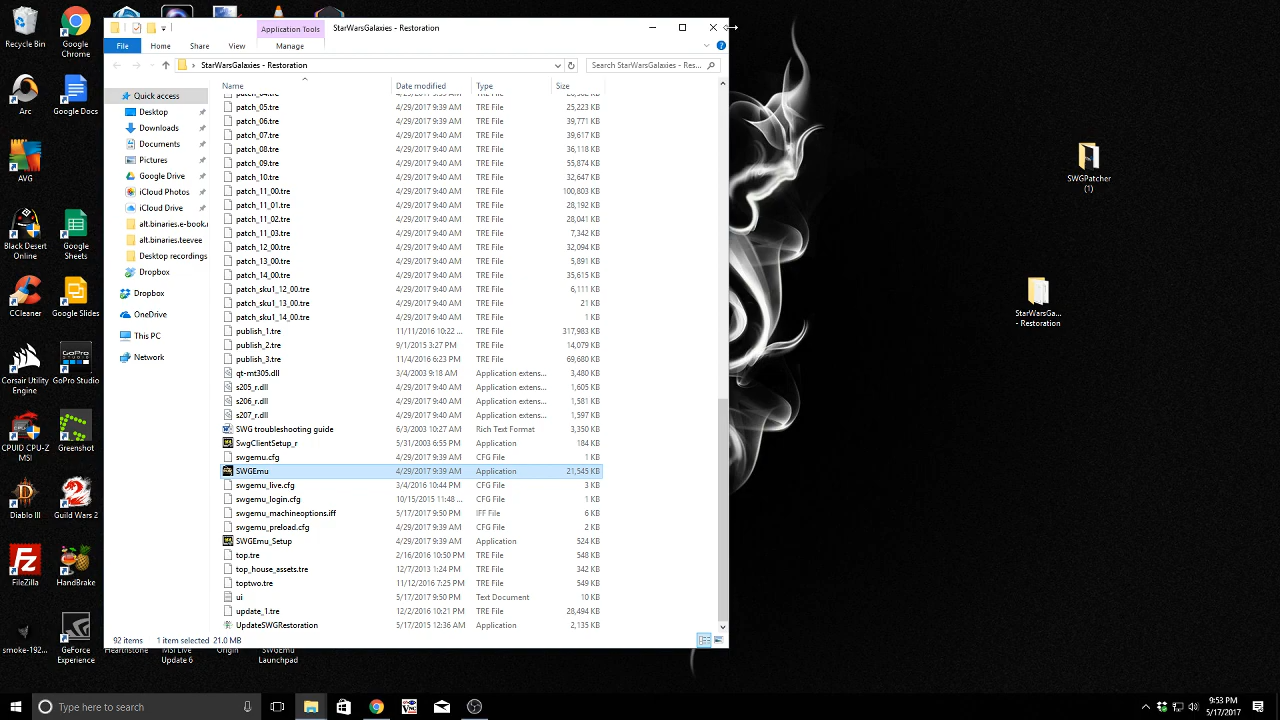 Application Tools
StarWarsGalaxies - Restoration
File
Home
Share
View
Manage
StarWarsGalaxies - Restoration
Search StarWarsGalaxies - Res...
Name
Date modified
Type
Size
Quick access
Desktop
Downloads
Documents
Pictures
Google Drive
iCloud Photos
iCloud Drive
alt.binaries.e-book.
alt.binaries.teevee
Desktop recordings
Dropbox
Dropbox
OneDrive
This PC
Network
patch_05.tre 4/29/2017 9:39 AM TRE File 25,223 KB
patch_06.tre 4/29/2017 9:39 AM TRE File 39,771 KB
patch_07.tre 4/29/2017 9:40 AM TRE File 39,617 KB
patch_08.tre 4/29/2017 9:40 AM TRE File 36,118 KB
patch_09.tre 4/29/2017 9:40 AM TRE File 55,874 KB
patch_10.tre 4/29/2017 9:40 AM TRE File 32,647 KB
patch_11_00.tre 4/29/2017 9:40 AM TRE File 100,803 KB
patch_11_01.tre 4/29/2017 9:40 AM TRE File 28,192 KB
patch_11_02.tre 4/29/2017 9:40 AM TRE File 28,041 KB
patch_11_03.tre 4/29/2017 9:40 AM TRE File 7,342 KB
patch_12_00.tre 4/29/2017 9:40 AM TRE File 32,094 KB
patch_13_00.tre 4/29/2017 9:40 AM TRE File 5,891 KB
patch_14_00.tre 4/29/2017 9:40 AM TRE File 35,615 KB
patch_sku1_12_00.tre 4/29/2017 9:40 AM TRE File 6,111 KB
patch_sku1_13_00.tre 4/29/2017 9:40 AM TRE File 21 KB
patch_sku1_14_00.tre 4/29/2017 9:40 AM TRE File 1 KB
publish_1.tre 11/11/2016 10:22 ... TRE File 317,983 KB
publish_2.tre 9/1/2015 3:27 PM TRE File 14,079 KB
publish_3.tre 11/4/2016 6:23 PM TRE File 69,680 KB
qt-mt305.dll 3/4/2003 9:18 AM Application extens... 3,480 KB
s205_r.dll 4/29/2017 9:40 AM Application extens... 1,605 KB
s206_r.dll 4/29/2017 9:40 AM Application extens... 1,581 KB
s207_r.dll 4/29/2017 9:40 AM Application extens... 1,597 KB
SWG troubleshooting guide 6/3/2003 10:27 AM Rich Text Format 3,350 KB
SwgClientSetup_r 5/31/2003 6:55 PM Application 184 KB
swgemu.cfg 4/29/2017 9:39 AM CFG File 1 KB
SWGEmu 4/29/2017 9:39 AM Application 21,545 KB
swgemu_live.cfg 3/4/2016 10:44 PM CFG File 3 KB
swgemu_login.cfg 10/15/2015 11:48 ... CFG File 1 KB
swgemu_machineoptions.iff 5/17/2017 9:50 PM IFF File 6 KB
swgemu_preload.cfg 4/29/2017 9:39 AM CFG File 2 KB
SWGEmu_Setup 4/29/2017 9:39 AM Application 524 KB
top.tre 2/16/2016 10:50 PM TRE File 548 KB
top_house_assets.tre 12/7/2013 1:24 PM TRE File 342 KB
toptwo.tre 11/12/2016 7:25 PM TRE File 549 KB
ui 5/17/2017 9:50 PM Text Document 10 KB
update_1.tre 12/2/2016 10:21 PM TRE File 28,494 KB
UpdateSWGRestoration 5/17/2015 12:36 AM Application 2,135 KB
92 items
1 item selected 21.0 MB
Recycle Bin
Google Chrome
Arc
Google Docs
AVG
Black Desert Online
Google Sheets
CCleaner
Google Slides
Corsair Utility Engine
GoPro Studio
CPUID CPU-Z MSI
Greenshot
Diablo III
Guild Wars 2
FileZilla
HandBrake
smoke-192...
GeForce Experience
Hearthstone
MSI Live Update 6
Origin
SWGEmu Launchpad
SWGPatcher (1)
StarWarsGa... - Restoration
Type here to search
9:53 PM
5/17/2017